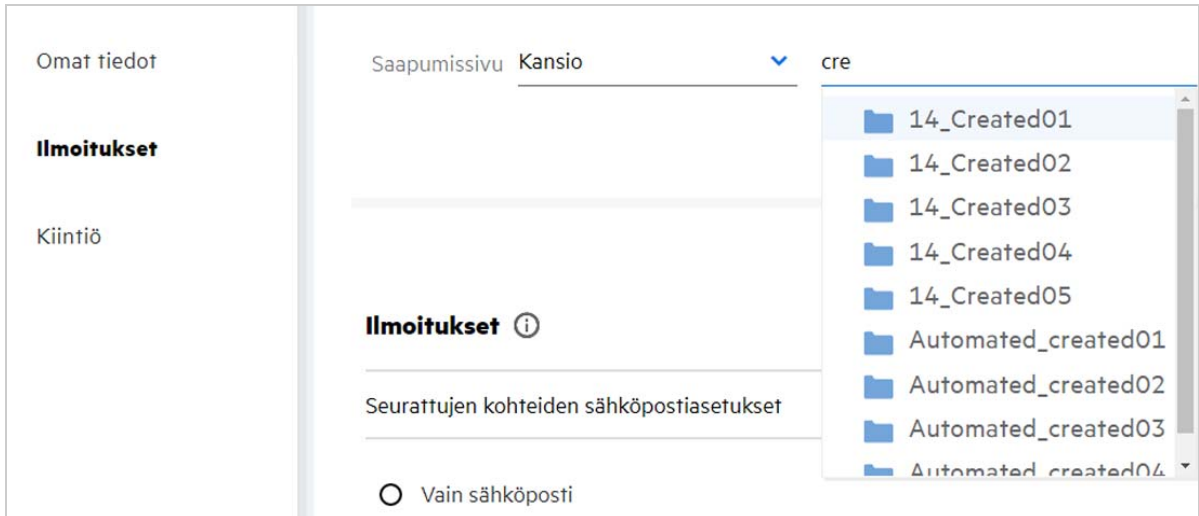 Omat tiedot
Ilmoitukset
Kiintiö
Saapumissivu Kansio cre
14_Created01
14_Created02
14_Created03
14_Created04
14_Created05
Automated_created01
Automated_created02
Automated_created03
Automated_created04
Ilmoitukset
Seurattujen kohteiden sähköpostiasetukset
Vain sähköposti